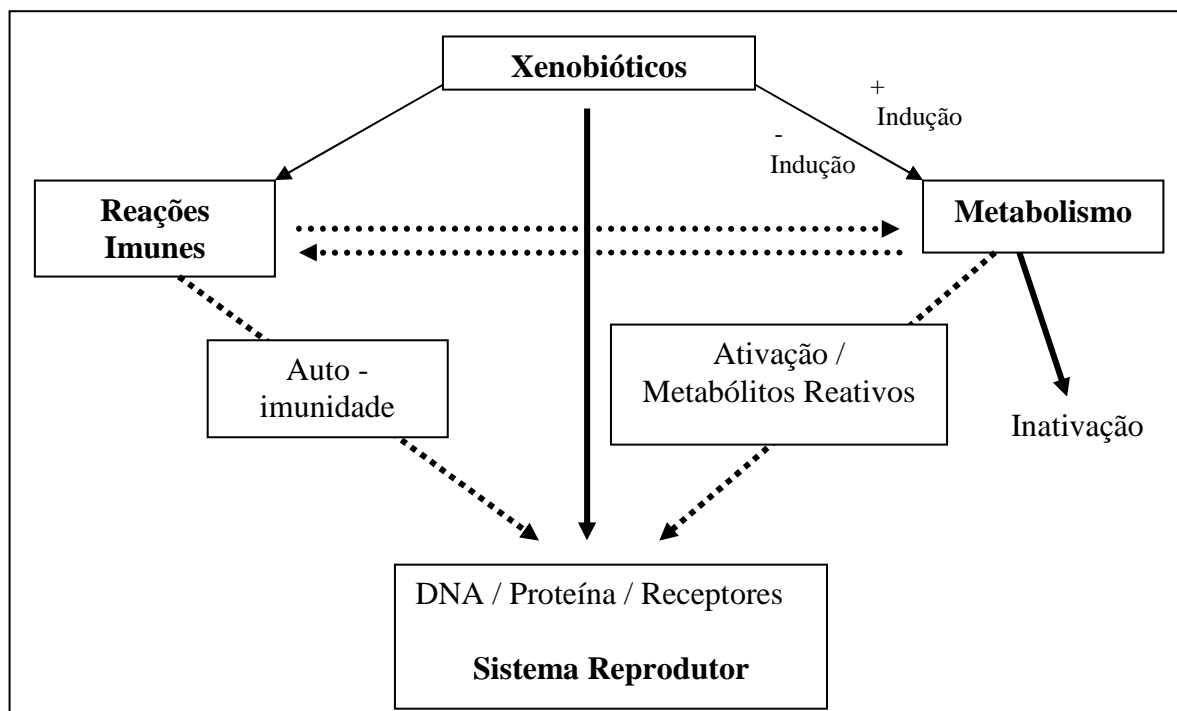 Xenobióticos
+
Indução
-
Indução
Reações
Imunes
Metabolismo
Auto -
imunidade
Ativação /
Metabólitos Reativos
Inativação
DNA / Proteína / Receptores
Sistema Reprodutor